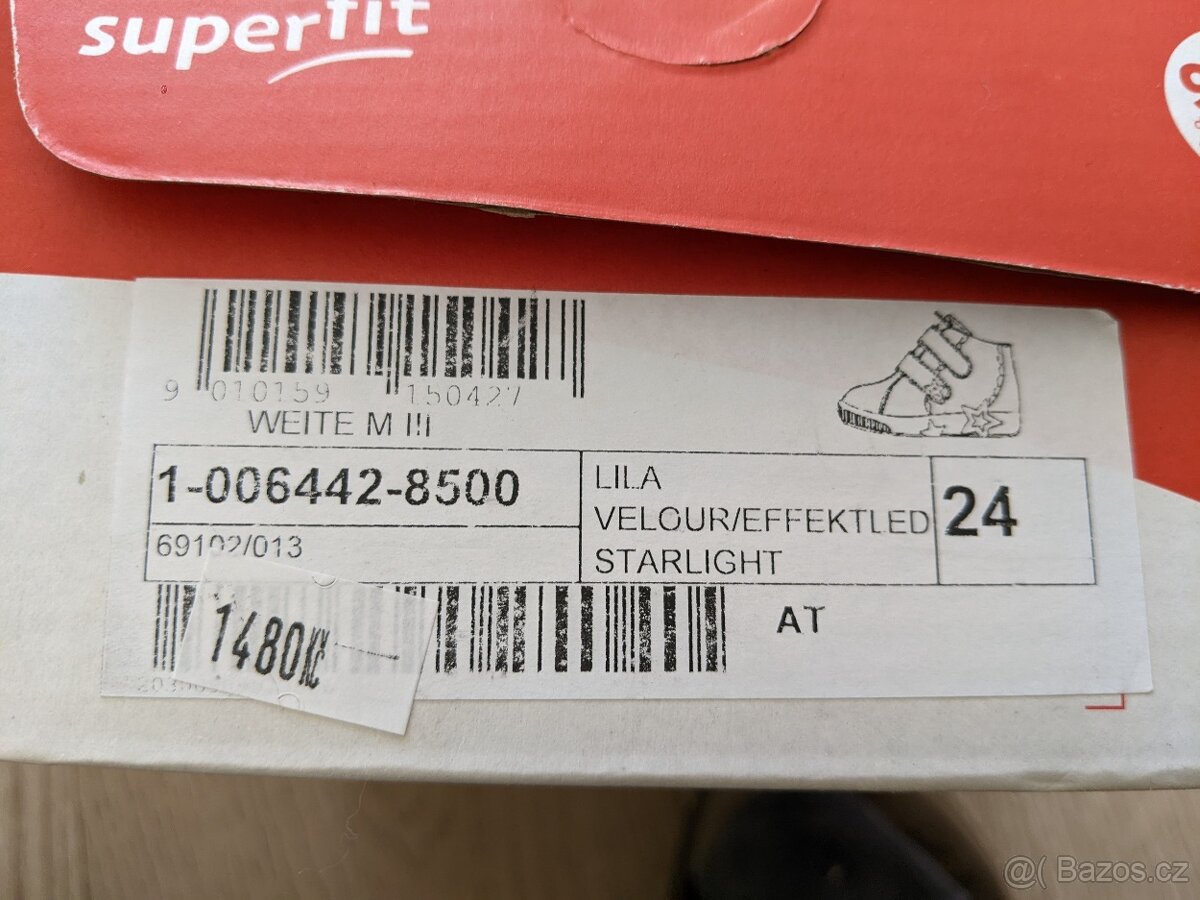 superfit
9 010159 150427
WEITE M
1-006442-8500
69102/013
LILA
VELOUR/EFFEKTLED
STARLIGHT
24
1480Kč
AT
@( Bazos.cz